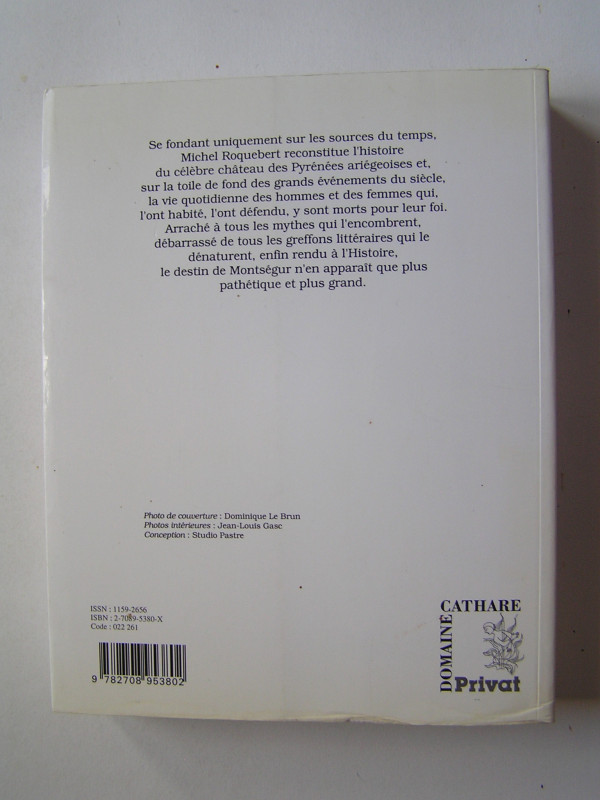 Se fondant uniquement sur les sources du temps,
Michel Roquebert reconstitue l'histoire
du célèbre château des Pyrénées ariégeoises et,
sur la toile de fond des grands événements du siècle,
la vie quotidienne des hommes et des femmes qui,
l'ont habité, l'ont défendu, y sont morts pour leur foi.
Arraché à tous les mythes qui l'encombrent,
débarrassé de tous les greffons littéraires qui le
dénaturent, enfin rendu à l'Histoire,
le destin de Montségur n'en apparaît que plus
pathétique et plus grand.
Photo de couverture : Dominique Le Brun
Photos intérieures : Jean-Louis Gasc
Conception : Studio Pastre
ISSN : 1159-2656
ISBN : 2-7089-5380-X
Code : 022 261
9 782708 953802
DOMAINE
CATHARE
Privat